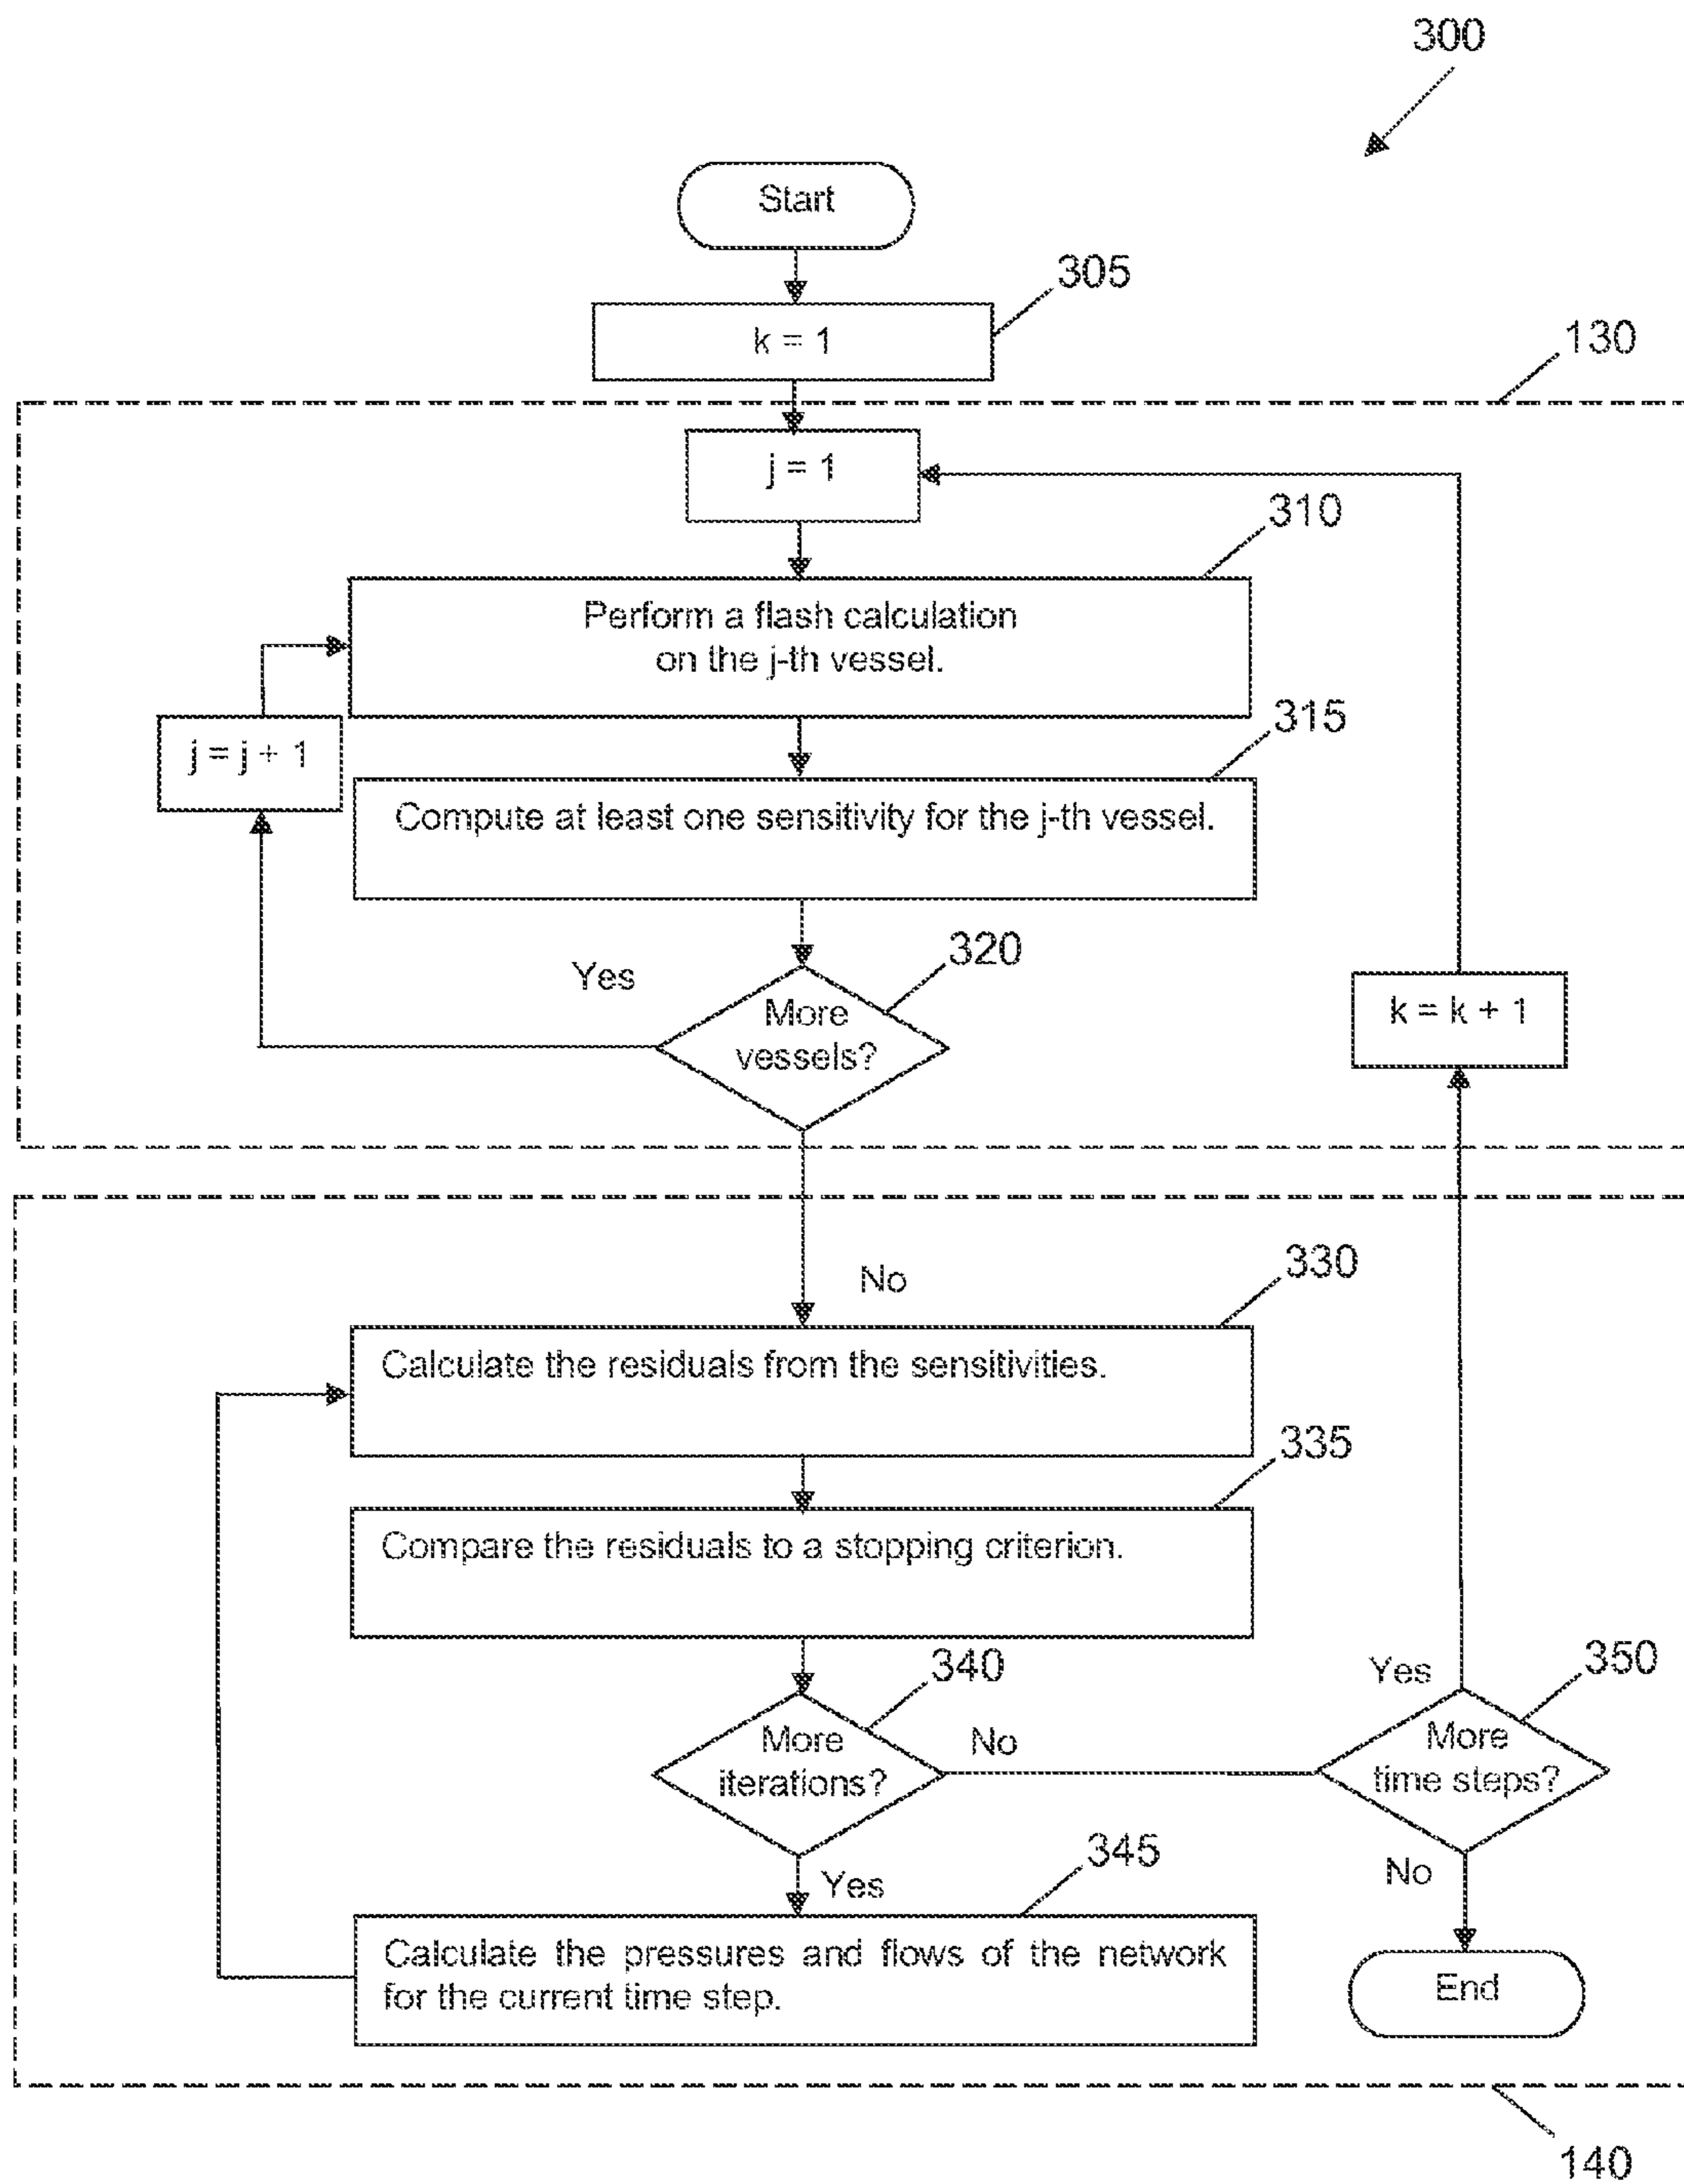 300
Start
305
k = 1
130
j = 1
310
Perform a flash calculation
on the j-th vessel.
315
j = j + 1
Compute at least one sensitivity for the j-th vessel.
320
Yes
More
vessels?
k = k + 1
330
No
Calculate the residuals from the sensitivities.
335
Compare the residuals to a stopping criterion.
340
350
Yes
More
iterations?
No
More
time steps?
345
Yes
No
Calculate the pressures and flows of the network
for the current time step.
End
140